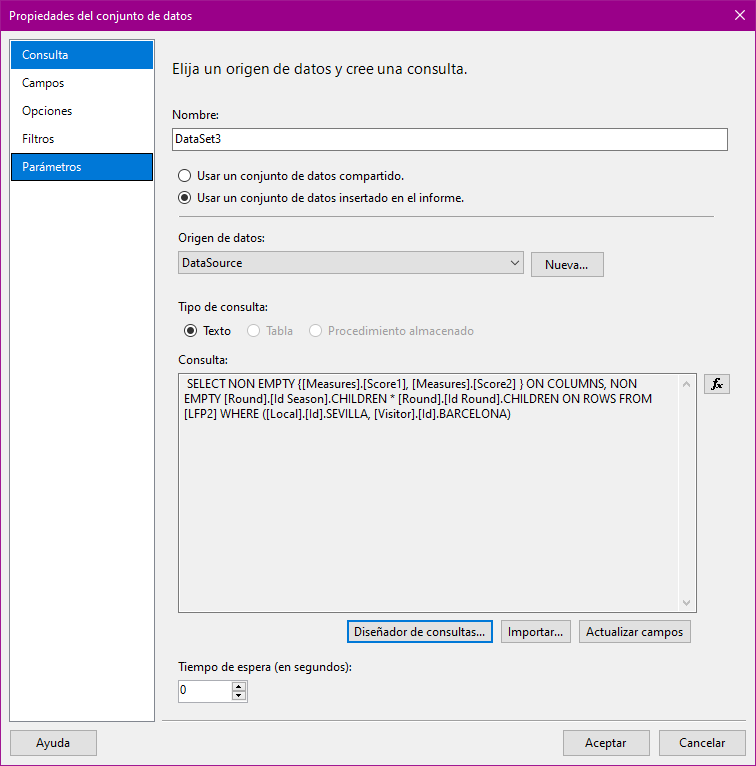 Propiedades del conjunto de datos
Consulta
Campos
Opciones
Filtros
Parámetros
Elija un origen de datos y cree una consulta.
Nombre:
DataSet3
Usar un conjunto de datos compartido.
Usar un conjunto de datos insertado en el informe.
Origen de datos:
DataSource
Nueva...
Tipo de consulta:
Texto Tabla Procedimiento almacenado
Consulta:
SELECT NON EMPTY {[Measures].[Score1], [Measures].[Score2] } ON COLUMNS, NON
EMPTY [Round].[Id Season].CHILDREN * [Round].[Id Round].CHILDREN ON ROWS FROM
[LFP2] WHERE ([Local].[Id].SEVILLA, [Visitor].[Id].BARCELONA)
fx
Diseñador de consultas... Importar... Actualizar campos
Tiempo de espera (en segundos):
0
Ayuda Aceptar Cancelar